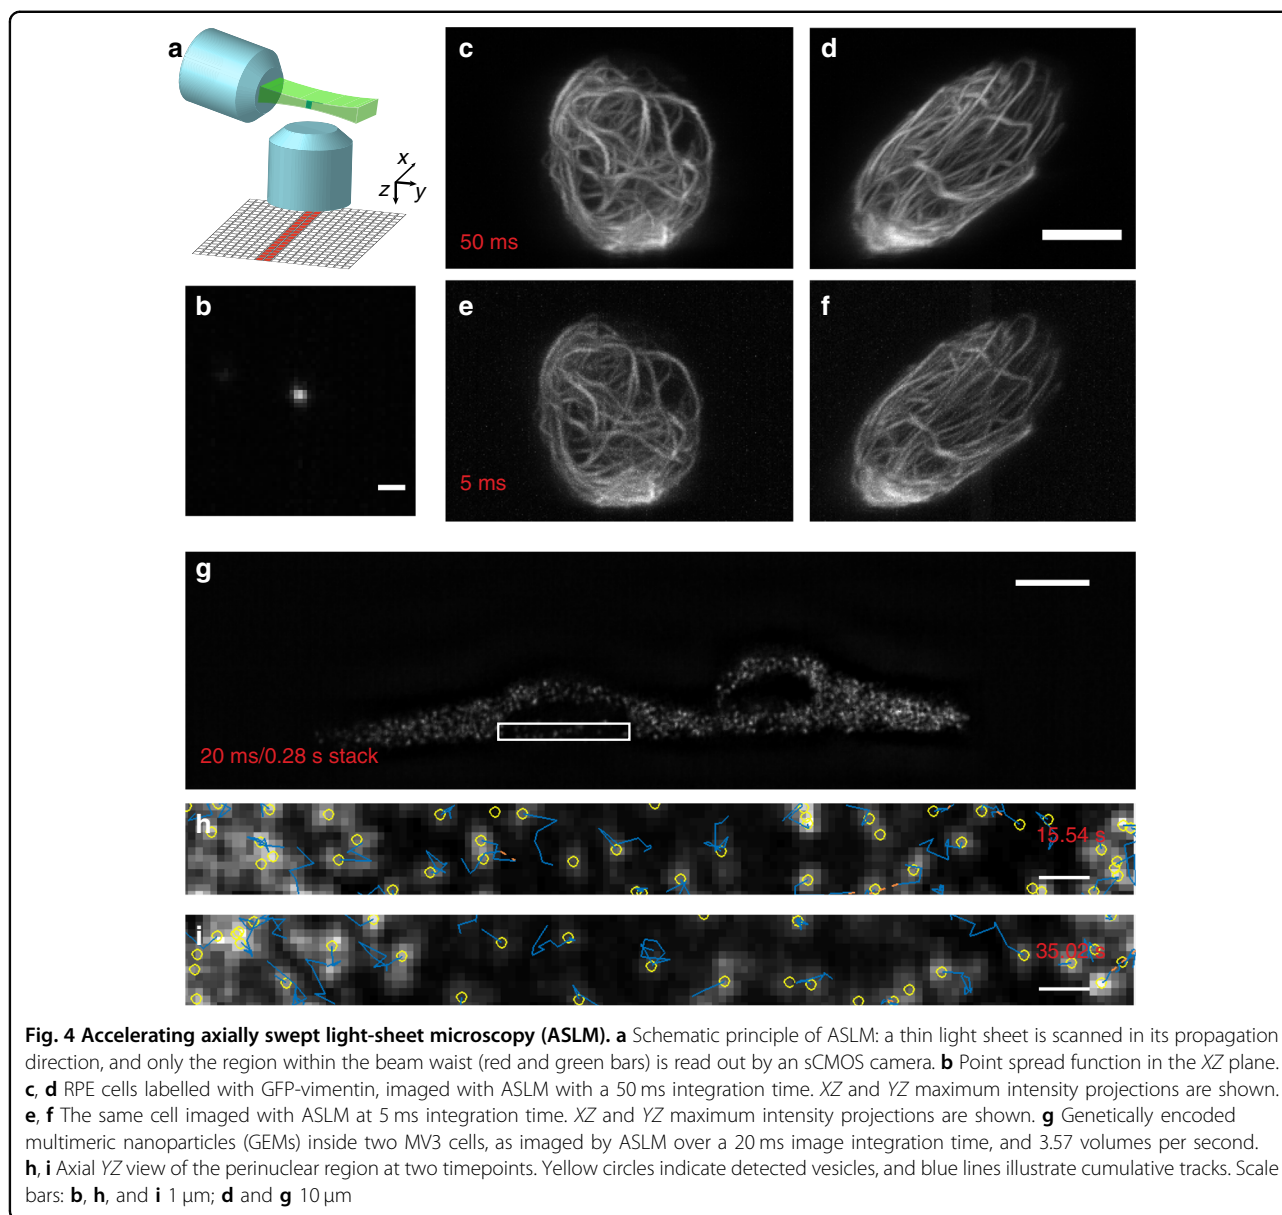 a
x
z
y
b
c
50 ms
d
e
5 ms
f
g
20 ms/0.28 s stack
h
15.54 s
i
35.02 s
Fig. 4 Accelerating axially swept light-sheet microscopy (ASLM). a Schematic principle of ASLM: a thin light sheet is scanned in its propagation
direction, and only the region within the beam waist (red and green bars) is read out by an sCMOS camera. b Point spread function in the XZ plane.
c, d RPE cells labelled with GFP-vimentin, imaged with ASLM with a 50 ms integration time. XZ and YZ maximum intensity projections are shown.
e, f The same cell imaged with ASLM at 5 ms integration time. XZ and YZ maximum intensity projections are shown. g Genetically encoded
multimeric nanoparticles (GEMs) inside two MV3 cells, as imaged by ASLM over a 20 ms image integration time, and 3.57 volumes per second.
h, i Axial YZ view of the perinuclear region at two timepoints. Yellow circles indicate detected vesicles, and blue lines illustrate cumulative tracks. Scale
bars: b, h, and i 1 μm; d and g 10 μm